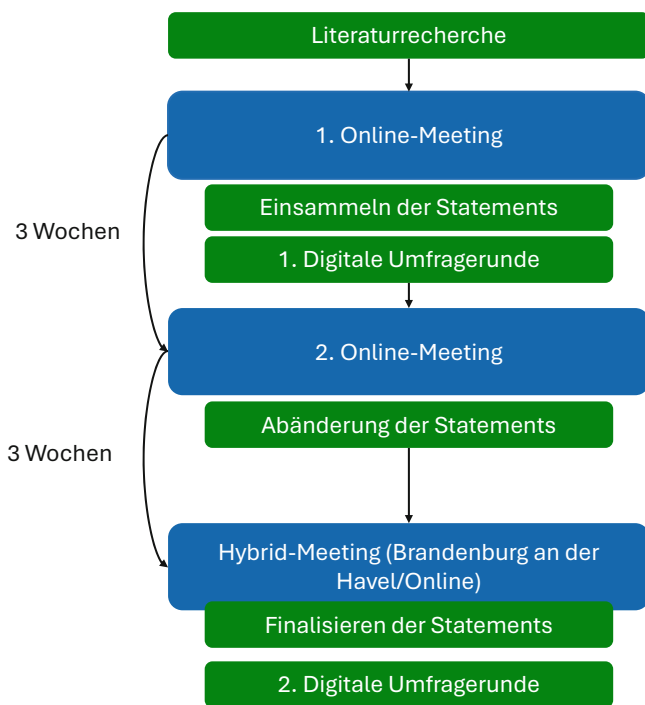 Literaturrecherche
1. Online-Meeting
Einsammeln der Statements
3 Wochen
1. Digitale Umfragerunde
2. Online-Meeting
Abänderung der Statements
3 Wochen
Hybrid-Meeting (Brandenburg an der
Havel/Online)
Finalisieren der Statements
2. Digitale Umfragerunde